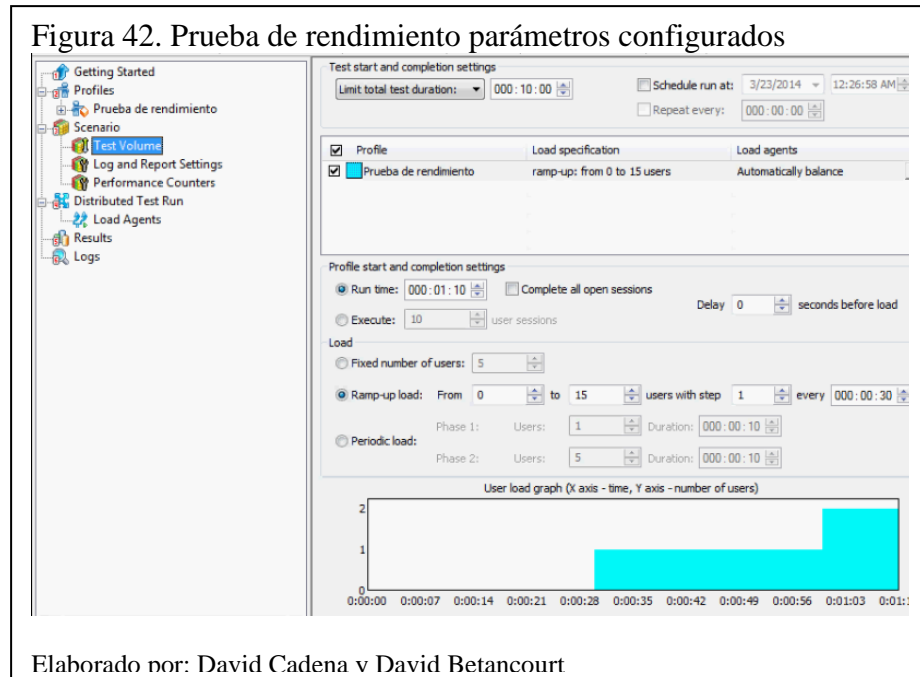 Figura 42. Prueba de rendimiento parámetros configurados
Getting Started
Profiles
Prueba de rendimiento
Scenario
Test Volume
Log and Report Settings
Performance Counters
Distributed Test Run
Load Agents
Results
Logs
Test start and completion settings
Limit total test duration: 000:10:00 Schedule run at: 3/23/2014 12:26:58 AM
Repeat every: 000:00:00
Profile Load specification Load agents
Prueba de rendimiento ramp-up: from 0 to 15 users Automatically balance
Profile start and completion settings
Run time: 000:01:10 Complete all open sessions
Delay 0 seconds before load
Execute: 10 user sessions
Load
Fixed number of users: 5
Ramp-up load: From 0 to 15 users with step 1 every 000:00:30
Phase 1: Users: 1 Duration: 000:00:10
Periodic load:
Phase 2: Users: 5 Duration: 000:00:10
User load graph (X axis - time, Y axis - number of users)
2
1
0
0:00:00 0:00:07 0:00:14 0:00:21 0:00:28 0:00:35 0:00:42 0:00:49 0:00:56 0:01:03 0:01:
Elaborado por: David Cadena y David Betancourt